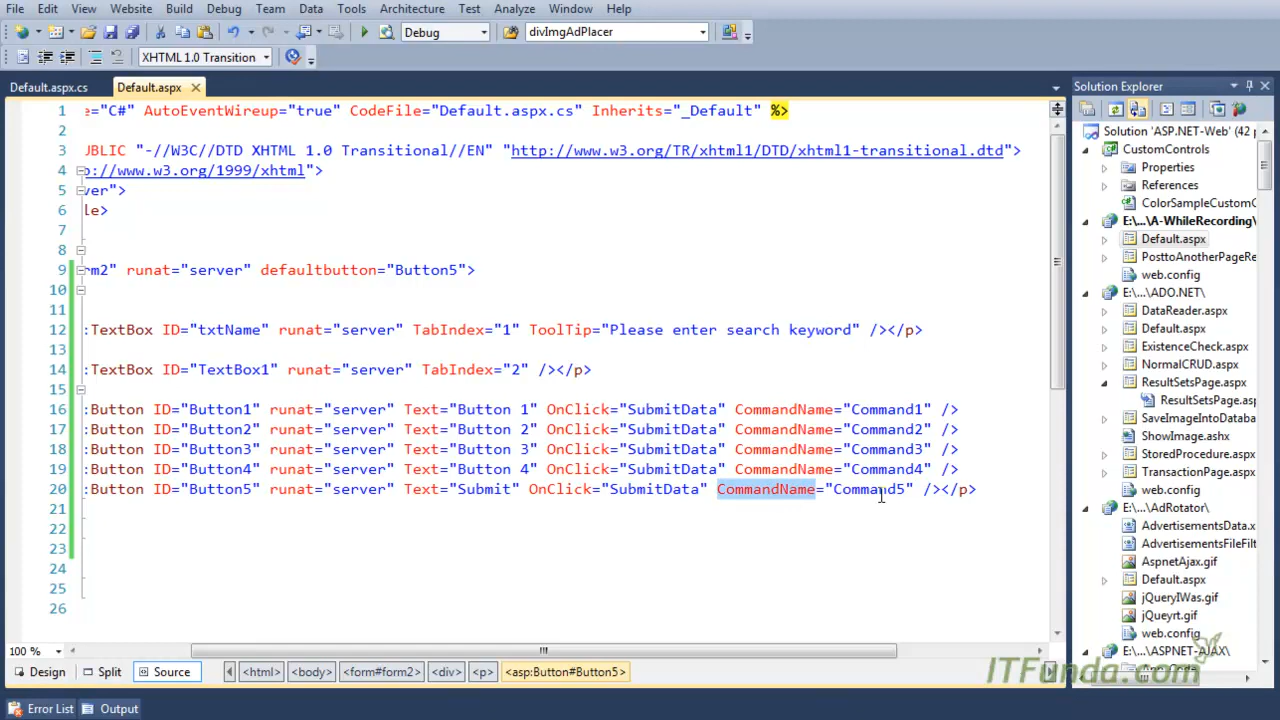 File Edit View Website Build Debug Team Data Tools Architecture Test Analyze Window Help
Debug divImgAdPlacer
XHTML 1.0 Transition
Default.aspx.cs Default.aspx
Solution Explorer
1 e="C#" AutoEventWireup="true" CodeFile="Default.aspx.cs" Inherits="_Default" %>
2
3 UBLIC "-//W3C//DTD XHTML 1.0 Transitional//EN" "http://www.w3.org/TR/xhtml1/DTD/xhtml1-transitional.dtd">
4 p://www.w3.org/1999/xhtml">
5 ver">
6 le>
7
8
9 rm2" runat="server" defaultbutton="Button5">
10
11
12 :TextBox ID="txtName" runat="server" TabIndex="1" ToolTip="Please enter search keyword" /></p>
13
14 :TextBox ID="TextBox1" runat="server" TabIndex="2" /></p>
15
16 :Button ID="Button1" runat="server" Text="Button 1" OnClick="SubmitData" CommandName="Command1" />
17 :Button ID="Button2" runat="server" Text="Button 2" OnClick="SubmitData" CommandName="Command2" />
18 :Button ID="Button3" runat="server" Text="Button 3" OnClick="SubmitData" CommandName="Command3" />
19 :Button ID="Button4" runat="server" Text="Button 4" OnClick="SubmitData" CommandName="Command4" />
20 :Button ID="Button5" runat="server" Text="Submit" OnClick="SubmitData" CommandName="Command5" /></p>
21
22
23
24
25
26
Solution 'ASP.NET-Web' (42 p
CustomControls
Properties
References
ColorSampleCustomC
E:\...\A-WhileRecording\
Default.aspx
PosttoAnotherPageRe
web.config
E:\...\ADO.NET\
DataReader.aspx
Default.aspx
ExistenceCheck.aspx
NormalCRUD.aspx
ResultSetsPage.aspx
ResultSetsPage.asp
SaveImageIntoDatab
ShowImage.ashx
StoredProcedure.aspx
TransactionPage.aspx
web.config
E:\...\AdRotator\
AdvertisementsData.x
AdvertisementsFileFilt
AspnetAjax.gif
Default.aspx
jQueryIWas.gif
jQueyrt.gif
web.config
E:\...\ASPNET-AJAX\
100 %
Design Split Source <html> <body> <form#form2> <div> <p> <asp:Button#Button5>
ITFunda.com
Error List Output